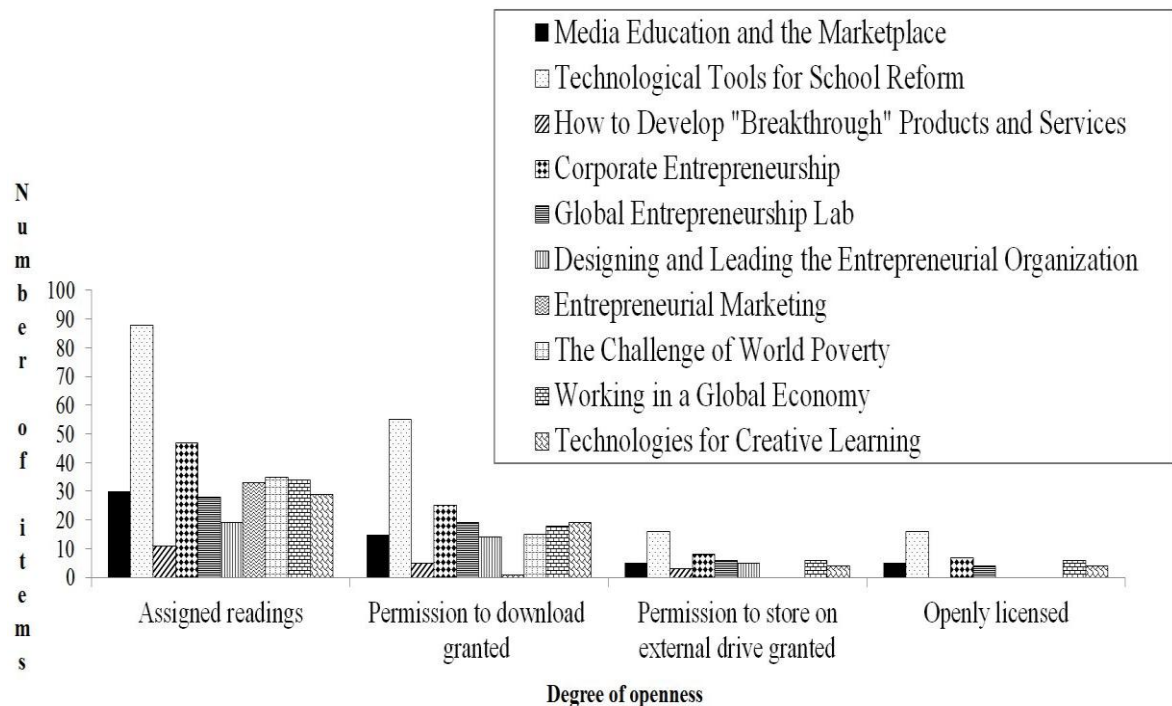 Media Education and the Marketplace
Technological Tools for School Reform
How to Develop "Breakthrough" Products and Services
Corporate Entrepreneurship
Global Entrepreneurship Lab
Designing and Leading the Entrepreneurial Organization
Entrepreneurial Marketing
The Challenge of World Poverty
Working in a Global Economy
Technologies for Creative Learning
Number of items
100
90
80
70
60
50
40
30
20
10
0
Assigned readings
Permission to download
granted
Permission to store on
external drive granted
Openly licensed
Degree of openness